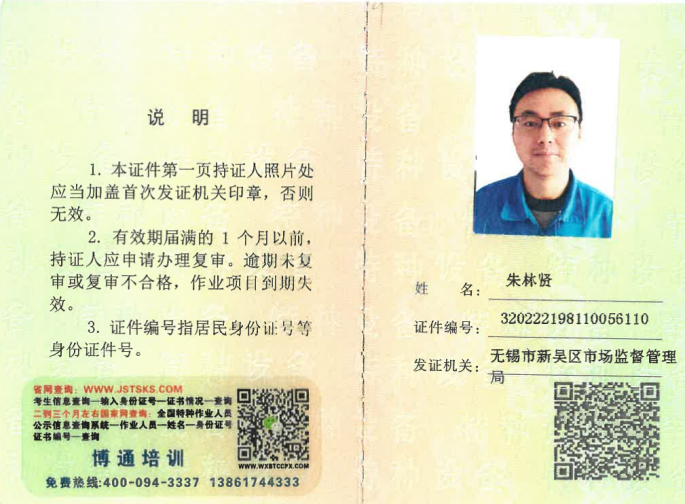 说 明
1. 本证件第一页持证人照片处
应当加盖首次发证机关印章，否则
无效。
2. 有效期届满的 1 个月以前，
持证人应申请办理复审。逾期未复
审或复审不合格，作业项目到期失
效。
3. 证件编号指居民身份证号等
身份证件号。
省网查询：WWW.JSTSKS.COM
考生信息查询—输入身份证号—证书情况—查询
二到三个月左右国家网查询：全国特种作业人员
公示信息查询系统—作业人员—姓名—身份证号
证书编号—查询
博通培训
WWW.WXBTCCPX.COM
免费热线:400-094-3337 13861744333
姓 名： 朱林贤
证件编号： 320222198110056110
发证机关： 无锡市新吴区市场监督管理
局